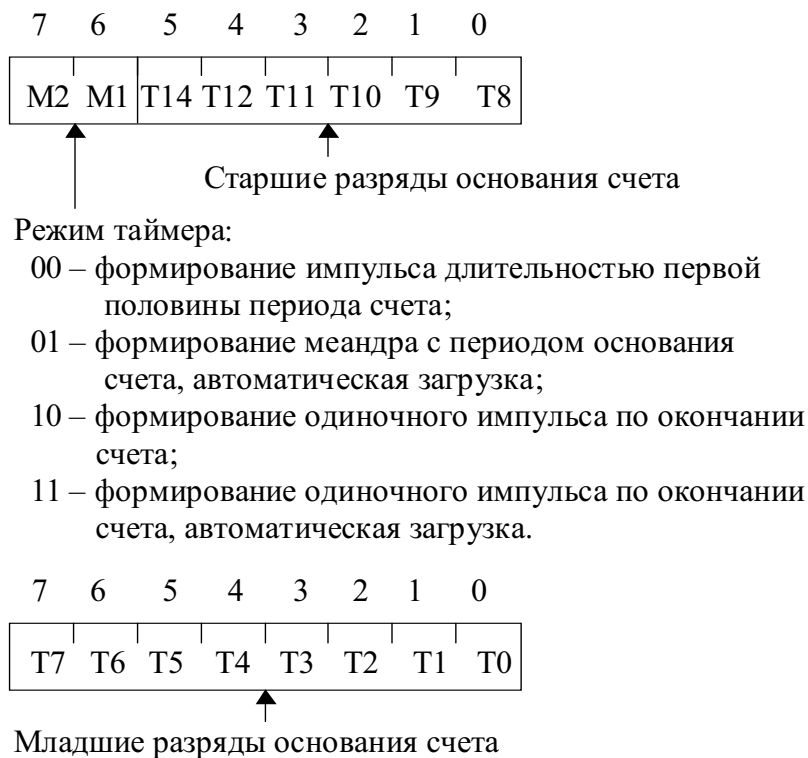 7 6 5 4 3 2 1 0
M2 M1 T14 T12 T11 T10 T9 T8
Старшие разряды основания счета
Режим таймера:
00 – формирование импульса длительностью первой
половины периода счета;
01 – формирование меандра с периодом основания
счета, автоматическая загрузка;
10 – формирование одиночного импульса по окончании
счета;
11 – формирование одиночного импульса по окончании
счета, автоматическая загрузка.
7 6 5 4 3 2 1 0
T7 T6 T5 T4 T3 T2 T1 T0
Младшие разряды основания счета